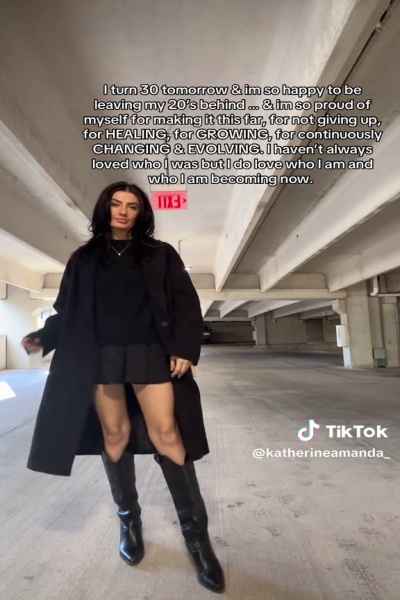 I turn 30 tomorrow & im so happy to be
leaving my 20's behind ... & im so proud of
myself for making it this far, for not giving up,
for HEALING, for GROWING, for continuously
CHANGING & EVOLVING. I haven't always
loved who I was but I do love who I am and
who I am becoming now.
EXIT
TikTok
@katherineamanda_